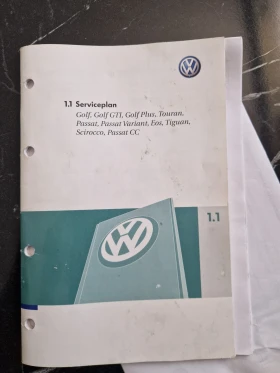 1.1 Serviceplan
Golf, Golf GTI, Golf Plus, Touran,
Passat, Passat Variant, Eos, Tiguan,
Scirocco, Passat CC
1.1